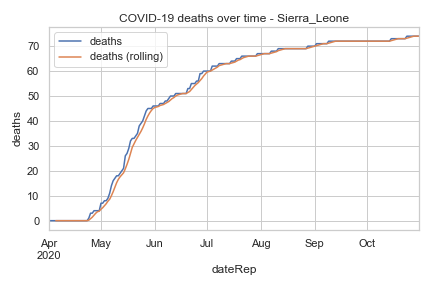 COVID-19 deaths over time - Sierra_Leone
deaths
deaths (rolling)
deaths
70
60
50
40
30
20
10
0
Apr May Jun Jul Aug Sep Oct
2020
dateRep